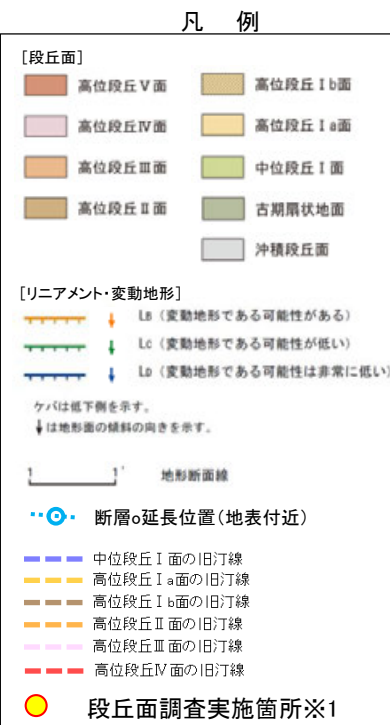 凡 例
[段丘面]
高位段丘Ⅴ面
高位段丘Ⅳ面
高位段丘Ⅲ面
高位段丘Ⅱ面
高位段丘Ⅰb面
高位段丘Ⅰa面
中位段丘Ⅰ面
古期扇状地面
沖積段丘面
[リニアメント・変動地形]
LB（変動地形である可能性がある）
LC（変動地形である可能性が低い）
LD（変動地形である可能性は非常に低い）
ケバは低下側を示す。
↓は地形面の傾斜の向きを示す。
1 1' 地形断面線
断層o延長位置(地表付近)
中位段丘Ⅰ面の旧汀線
高位段丘Ⅰa面の旧汀線
高位段丘Ⅰb面の旧汀線
高位段丘Ⅱ面の旧汀線
高位段丘Ⅲ面の旧汀線
高位段丘Ⅳ面の旧汀線
段丘面調査実施箇所※1